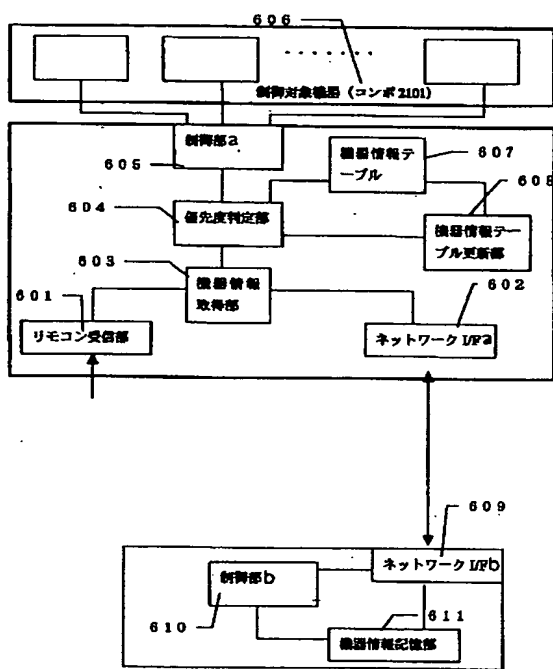 606
制御対象機器（コンポ2101）
制御部a
605
機器情報テ
ーブル
607
604
優先度判定部
608
機器情報テー
ブル更新部
603
機器情報
取得部
601
リモコン受信部
602
ネットワーク I/Fa
609
ネットワーク I/Fb
制御部b
610
611
機器情報記憶部